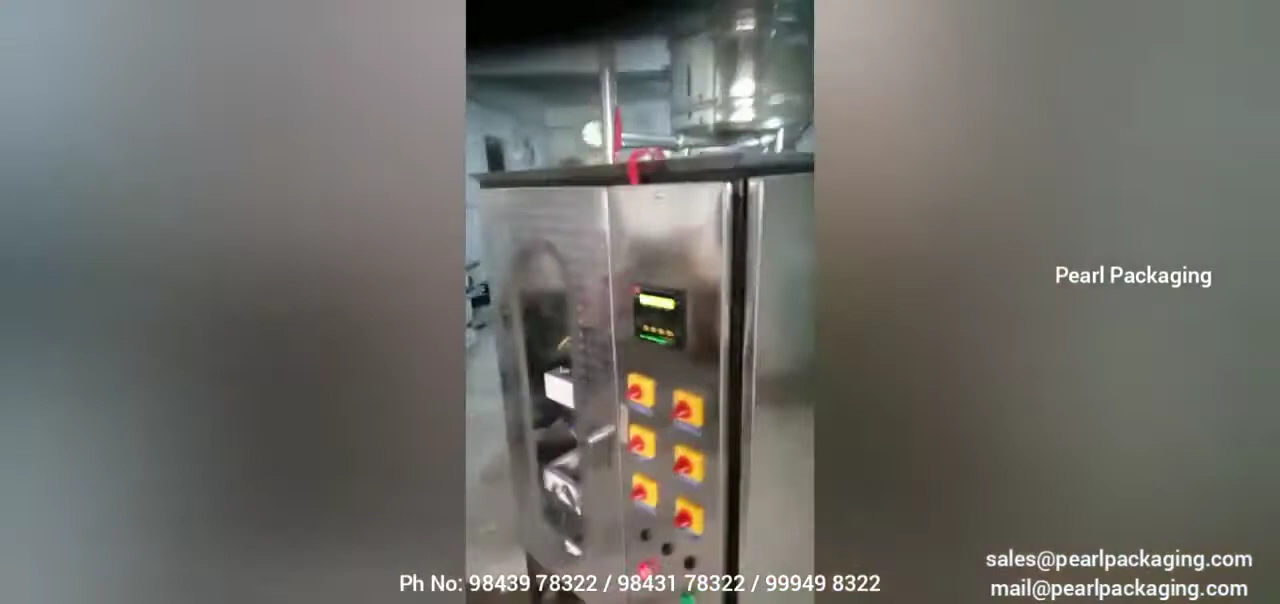 Pearl Packaging
sales@pearlpackaging.com
Ph No: 98439 78322 / 98431 78322 / 99949 8322
mail@pearlpackaging.com